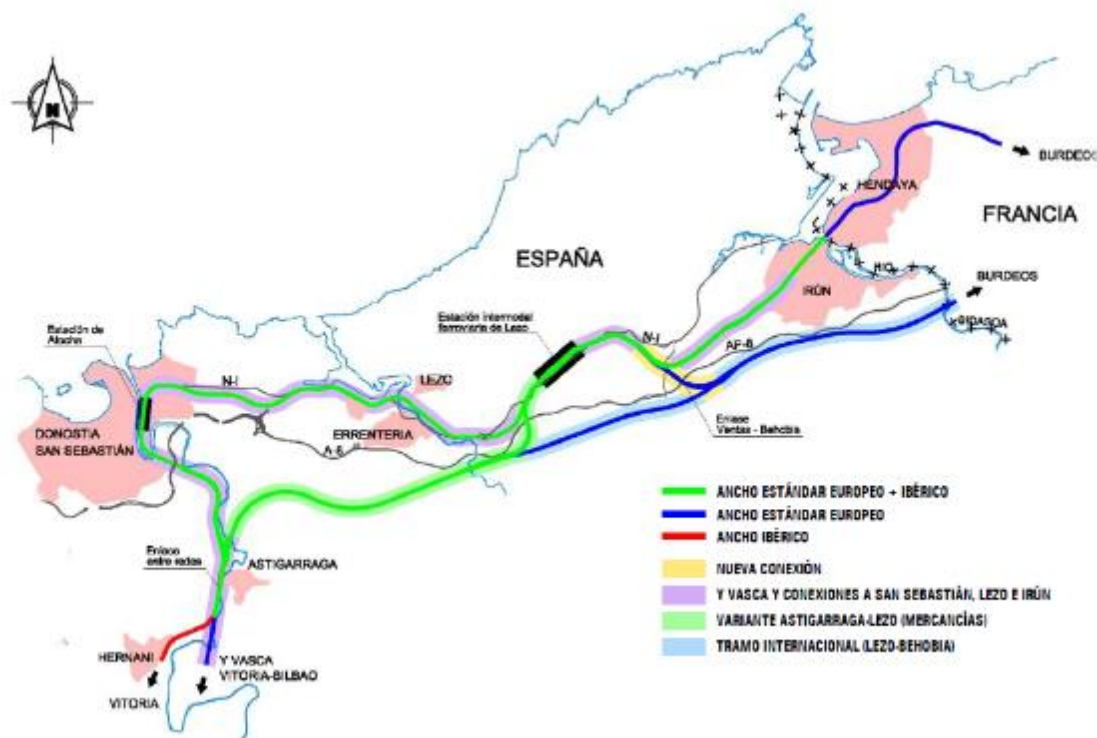 N
BURDEOS
HENDAYA
FRANCIA
ESPAÑA
RIO
BURDEOS
IRÚN
BIDASOA
Estación de
Atocha
Estación intermodal
ferroviaria de Lezo
N-I
AP-8
N-I
LEZO
DONOSTIA
SAN SEBASTIÁN
ERRENTERIA
A-8
Enlace
Ventas - Behobia
Enlace
entre redes
ASTIGARRAGA
HERNANI
Y VASCA
VITORIA-BILBAO
VITORIA
ANCHO ESTÁNDAR EUROPEO + IBÉRICO
ANCHO ESTÁNDAR EUROPEO
ANCHO IBÉRICO
NUEVA CONEXIÓN
Y VASCA Y CONEXIONES A SAN SEBASTIÁN, LEZO E IRÚN
VARIANTE ASTIGARRAGA-LEZO (MERCANCÍAS)
TRAMO INTERNACIONAL (LEZO-BEHOBIA)